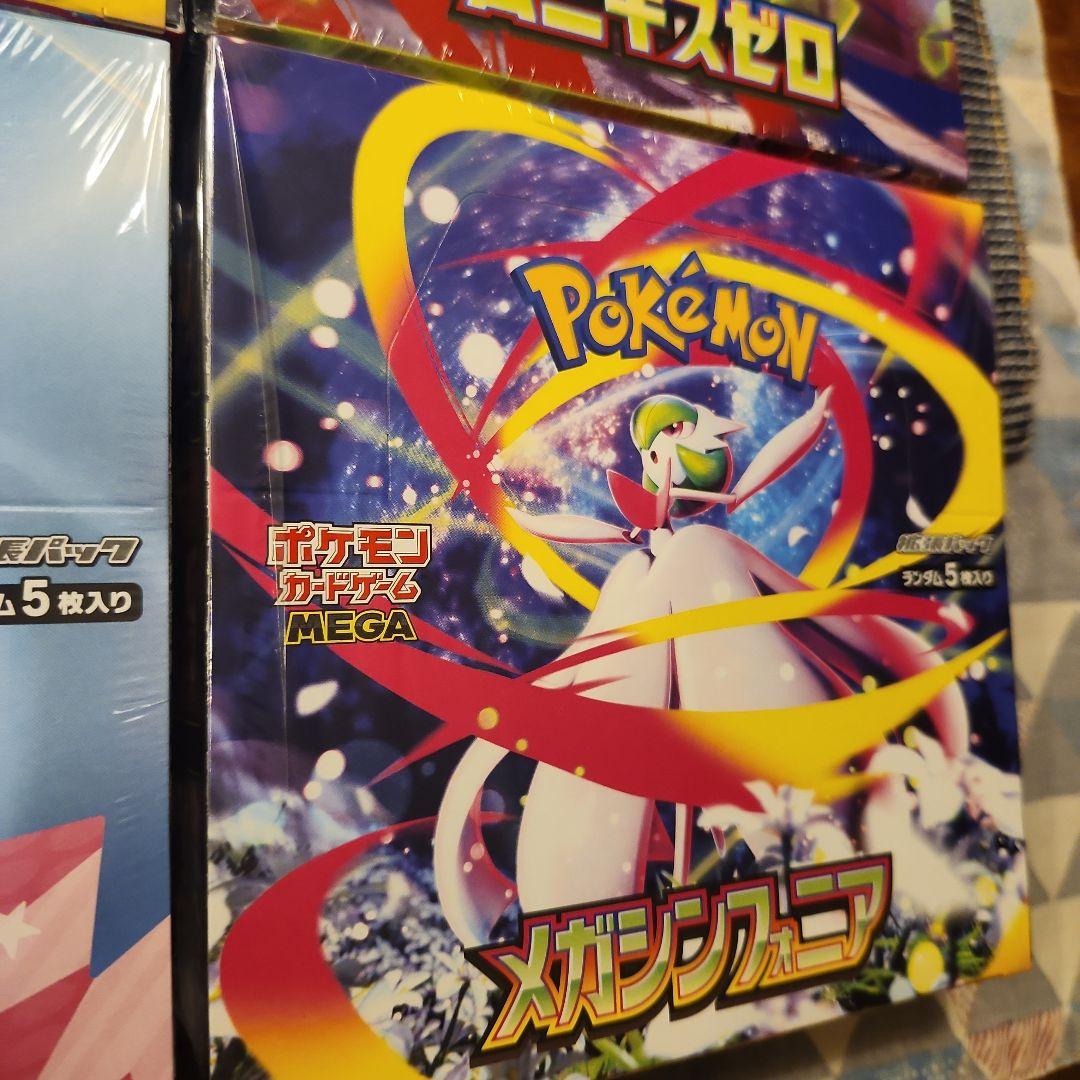 ムニキスゼロ
POKéMON
ポケモン
カードゲーム
MEGA
拡張パック
ランダム5枚入り
張パック
ム5枚入り
メガシンフォニア